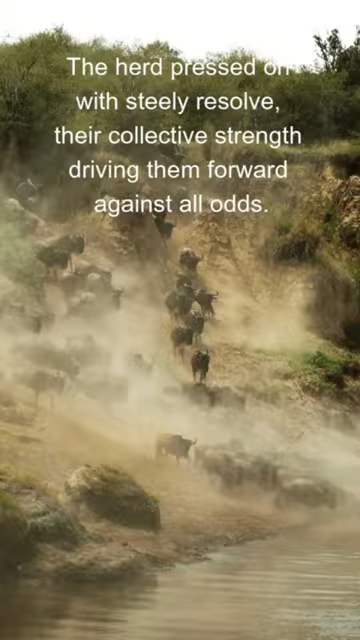 The herd pressed on
with steely resolve,
their collective strength
driving them forward
against all odds.